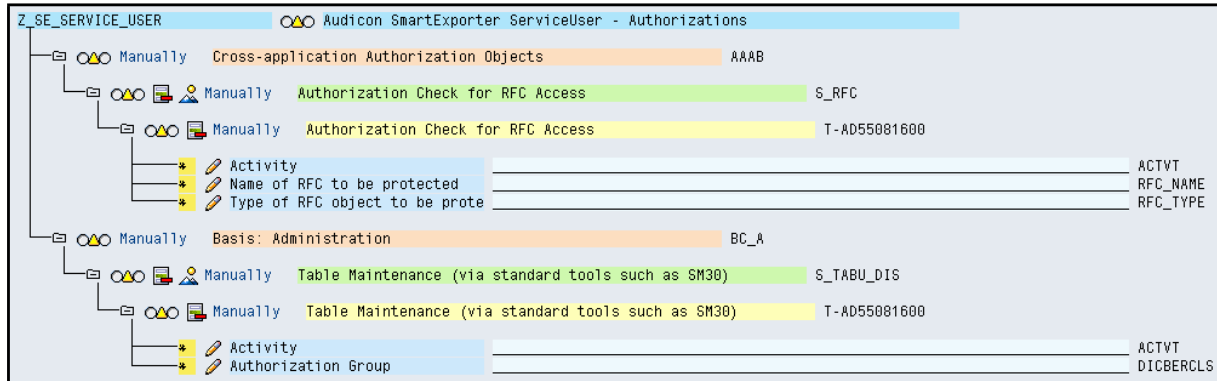 Z_SE_SERVICE_USER Audicon SmartExporter ServiceUser - Authorizations
Manually Cross-application Authorization Objects AAAB
Manually Authorization Check for RFC Access S_RFC
Manually Authorization Check for RFC Access T-AD55081600
* Activity ACTVT
* Name of RFC to be protected RFC_NAME
* Type of RFC object to be prote RFC_TYPE
Manually Basis: Administration BC_A
Manually Table Maintenance (via standard tools such as SM30) S_TABU_DIS
Manually Table Maintenance (via standard tools such as SM30) T-AD55081600
* Activity ACTVT
* Authorization Group DICBERCLS